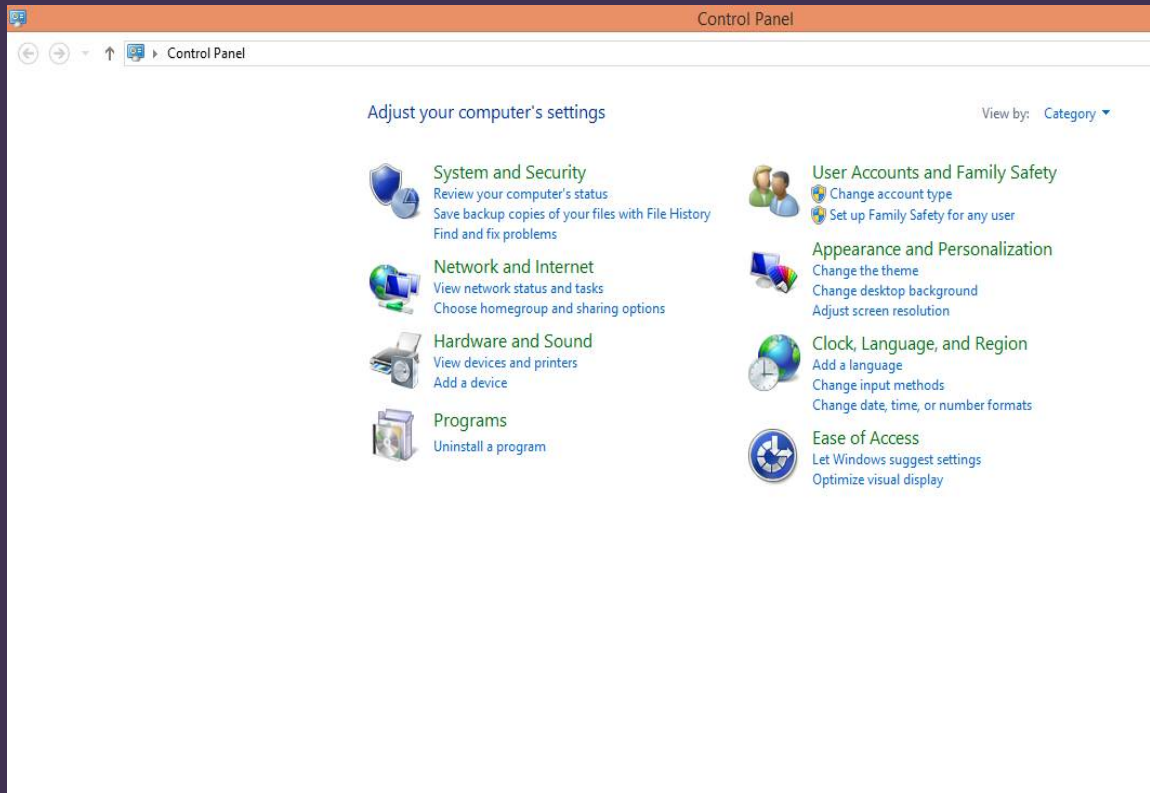 Control Panel
Control Panel
Adjust your computer's settings
View by: Category
System and Security
Review your computer's status
Save backup copies of your files with File History
Find and fix problems
Network and Internet
View network status and tasks
Choose homegroup and sharing options
Hardware and Sound
View devices and printers
Add a device
Programs
Uninstall a program
User Accounts and Family Safety
Change account type
Set up Family Safety for any user
Appearance and Personalization
Change the theme
Change desktop background
Adjust screen resolution
Clock, Language, and Region
Add a language
Change input methods
Change date, time, or number formats
Ease of Access
Let Windows suggest settings
Optimize visual display